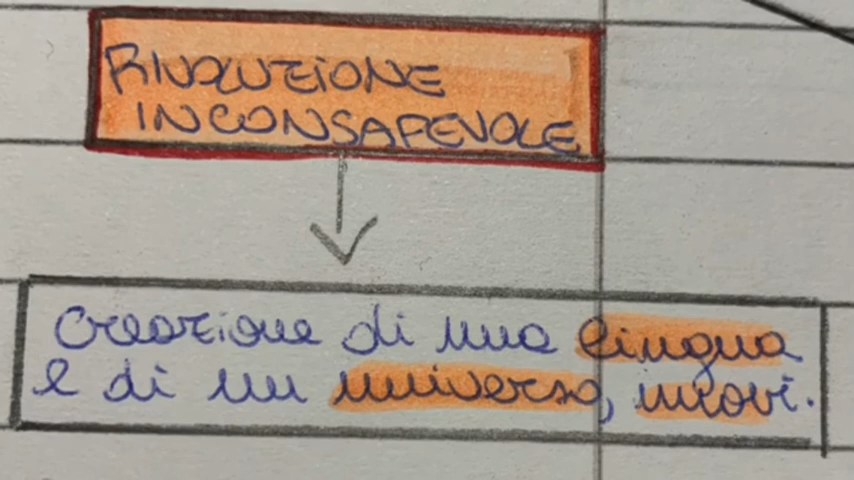 RIVOLUZIONE
INCONSAPEVOLE
Creazione di una lingua
e di un universo, nuovi.